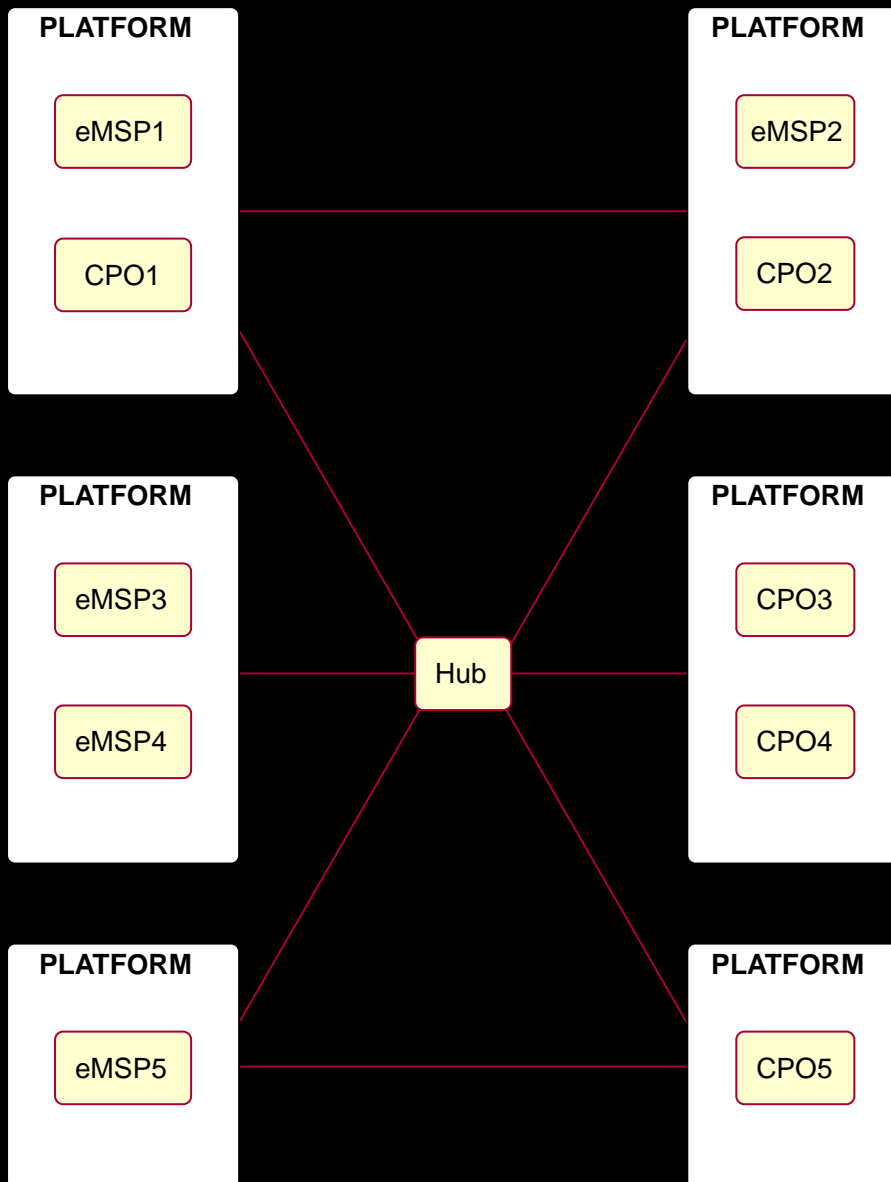 PLATFORM
eMSP1
CPO1
PLATFORM
eMSP2
CPO2
PLATFORM
eMSP3
eMSP4
Hub
PLATFORM
CPO3
CPO4
PLATFORM
eMSP5
PLATFORM
CPO5